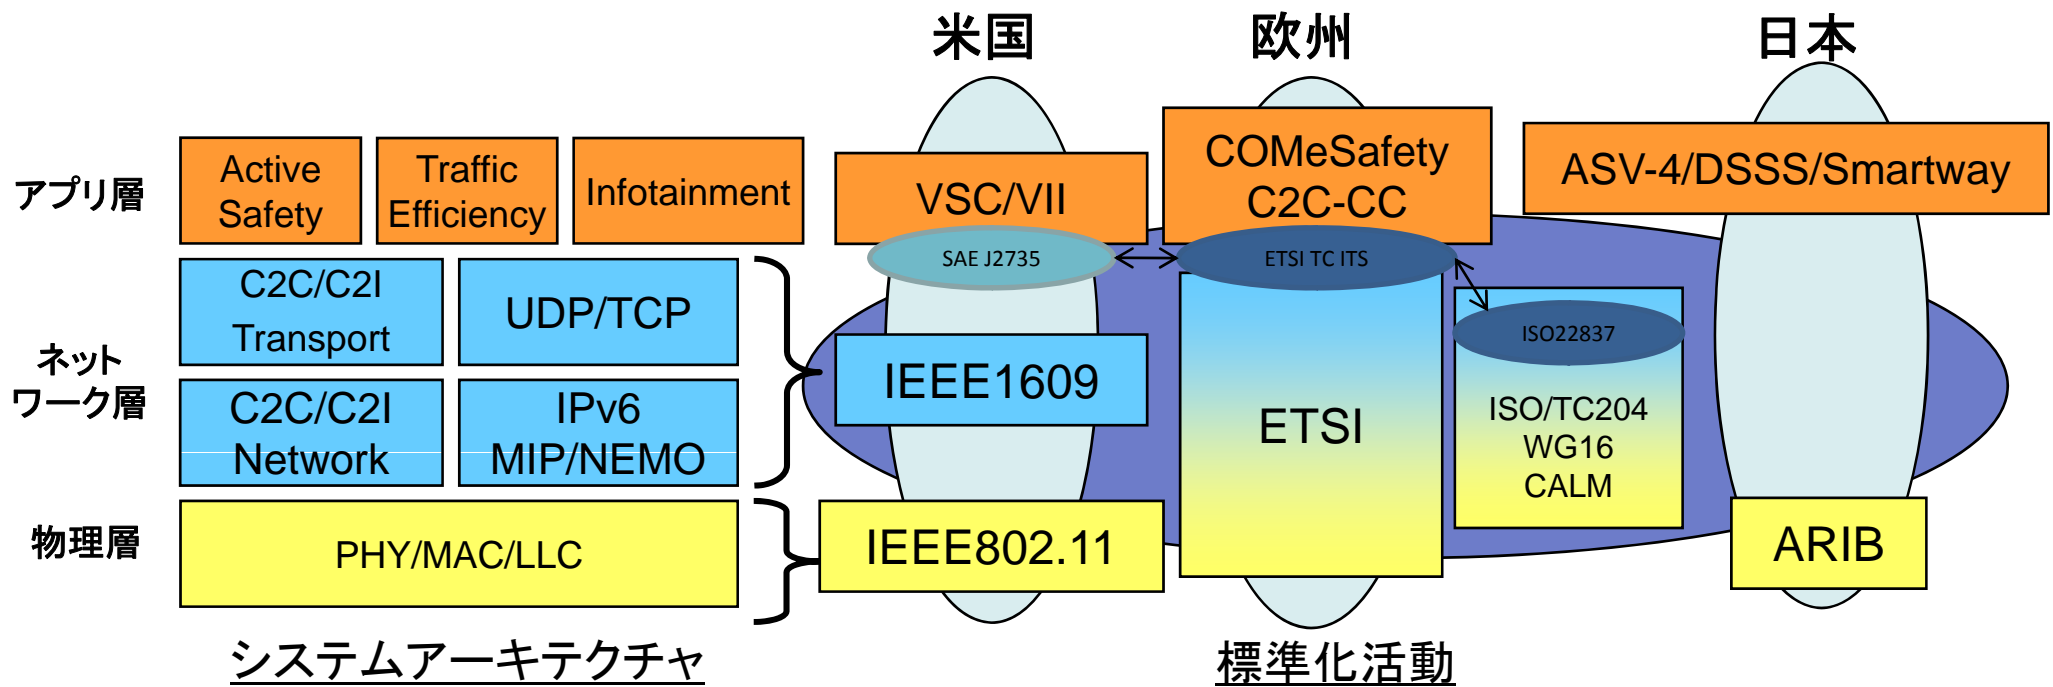 米国
欧州
日本
アプリ層
Active
Safety
Traffic
Efficiency
Infotainment
VSC/VII
COMeSafety
C2C-CC
ASV-4/DSSS/Smartway
SAE J2735
ETSI TC ITS
ISO22837
ネット
ワーク層
C2C/C2I
Transport
UDP/TCP
C2C/C2I
Network
IPv6
MIP/NEMO
IEEE1609
ETSI
ISO/TC204
WG16
CALM
物理層
PHY/MAC/LLC
IEEE802.11
ARIB
システムアーキテクチャ
標準化活動